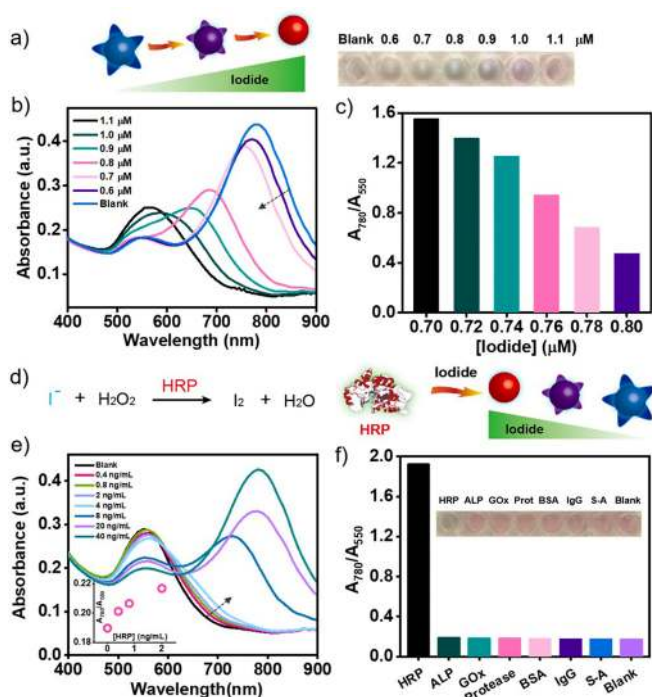 a)
Iodide
Blank 0.6 0.7 0.8 0.9 1.0 1.1 μM
b)
1.1 μM
1.0 μM
0.9 μM
0.8 μM
0.7 μM
0.6 μM
Blank
Absorbance (a.u.)
0.4
0.3
0.2
0.1
400 500 600 700 800 900
Wavelength (nm)
c)
A780/A550
1.6
1.2
0.8
0.4
0.0
0.70 0.72 0.74 0.76 0.78 0.80
[Iodide] (μM)
d)
I⁻ + H2O2 HRP I2 + H2O
HRP
Iodide
e)
Blank
0.4 ng/mL
0.8 ng/mL
2 ng/mL
4 ng/mL
8 ng/mL
20 ng/mL
40 ng/mL
Absorbance (a.u.)
0.5
0.4
0.3
0.2
0.1
0.0
0.22
0.20
0.18
0 1 2
[HRP] (ng/mL)
400 500 600 700 800 900
Wavelength(nm)
f)
A780/A550
2.0
1.6
1.2
0.8
0.4
0.0
HRP ALP GOx Prot BSA IgG S-A Blank
HRP ALP GOx Protease BSA IgG S-A Blank